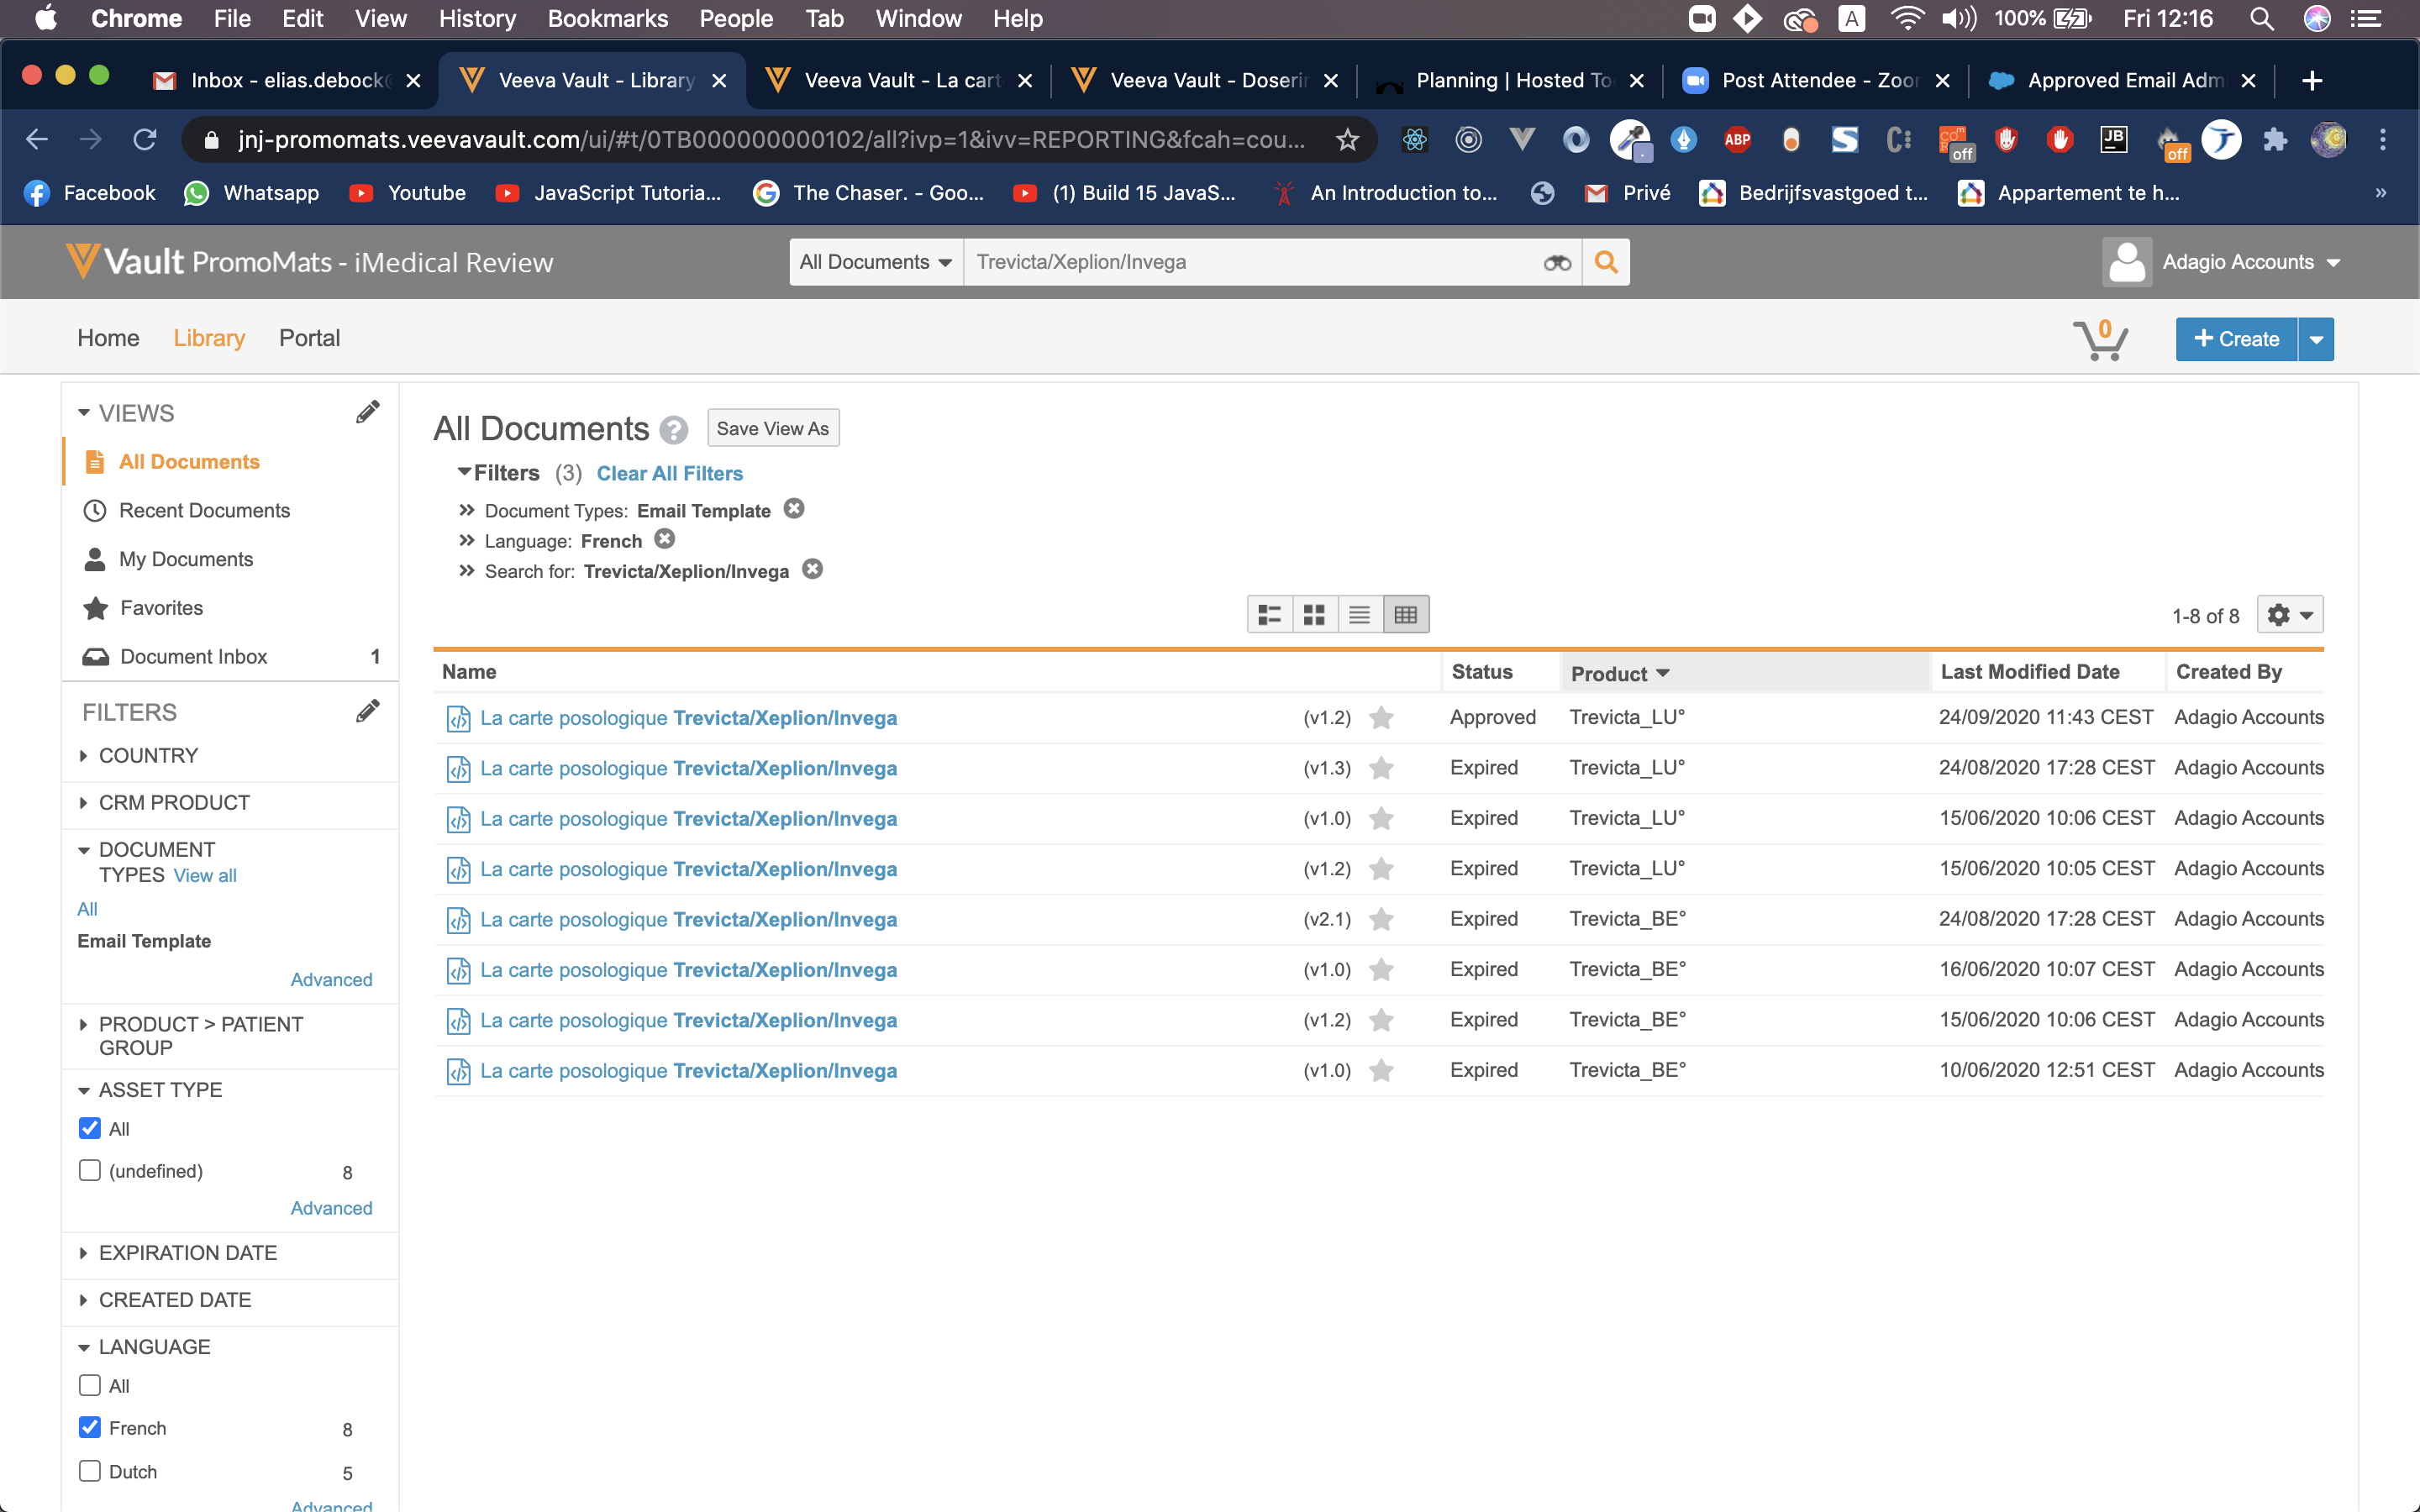 Chrome File Edit View History Bookmarks People Tab Window Help A 100% Fri 12:16
Inbox - elias.debock Veeva Vault - Library Veeva Vault - La cart Veeva Vault - Doserin Planning | Hosted To Post Attendee - Zoom Approved Email Adm
jnj-promomats.veevavault.com/ui/#t/0TB000000000102/all?ivp=1&ivv=REPORTING&fcah=cou... ABP off JB off
Facebook Whatsapp Youtube JavaScript Tutoria... The Chaser. - Goo... (1) Build 15 JavaS... An Introduction to... Privé Bedrijfsvastgoed t... Appartement te h... »
Vault PromoMats - iMedical Review All Documents Trevicta/Xeplion/Invega Adagio Accounts
Home Library Portal 0 + Create
VIEWS
All Documents
Recent Documents
My Documents
Favorites
Document Inbox 1
FILTERS
COUNTRY
CRM PRODUCT
DOCUMENT
TYPES View all
All
Email Template
Advanced
PRODUCT > PATIENT
GROUP
ASSET TYPE
All
(undefined) 8
Advanced
EXPIRATION DATE
CREATED DATE
LANGUAGE
All
French 8
Dutch 5
Advanced
All Documents ? Save View As
Filters (3) Clear All Filters
» Document Types: Email Template
» Language: French
» Search for: Trevicta/Xeplion/Invega
1-8 of 8
Name Status Product Last Modified Date Created By
La carte posologique Trevicta/Xeplion/Invega (v1.2) Approved Trevicta_LU° 24/09/2020 11:43 CEST Adagio Accounts
La carte posologique Trevicta/Xeplion/Invega (v1.3) Expired Trevicta_LU° 24/08/2020 17:28 CEST Adagio Accounts
La carte posologique Trevicta/Xeplion/Invega (v1.0) Expired Trevicta_LU° 15/06/2020 10:06 CEST Adagio Accounts
La carte posologique Trevicta/Xeplion/Invega (v1.2) Expired Trevicta_LU° 15/06/2020 10:05 CEST Adagio Accounts
La carte posologique Trevicta/Xeplion/Invega (v2.1) Expired Trevicta_BE° 24/08/2020 17:28 CEST Adagio Accounts
La carte posologique Trevicta/Xeplion/Invega (v1.0) Expired Trevicta_BE° 16/06/2020 10:07 CEST Adagio Accounts
La carte posologique Trevicta/Xeplion/Invega (v1.2) Expired Trevicta_BE° 15/06/2020 10:06 CEST Adagio Accounts
La carte posologique Trevicta/Xeplion/Invega (v1.0) Expired Trevicta_BE° 10/06/2020 12:51 CEST Adagio Accounts